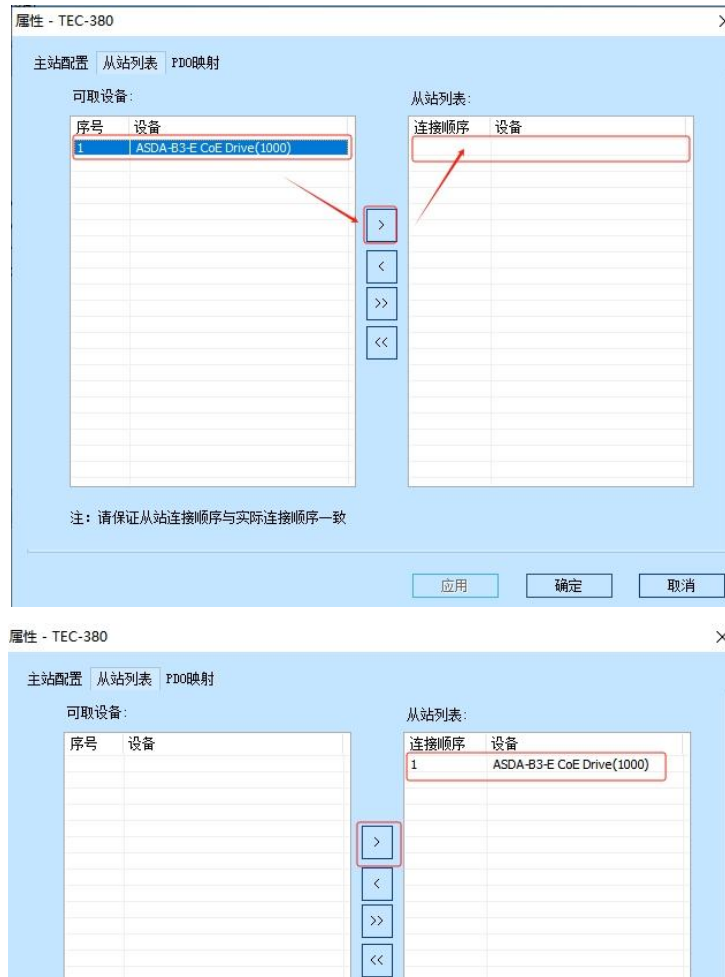 属性 - TEC-380
主站配置 从站列表 PDO映射
可取设备:
从站列表:
序号 设备
连接顺序 设备
1 ASDA-B3-E CoE Drive(1000)
>
<
>>
<<
注：请保证从站连接顺序与实际连接顺序一致
应用 确定 取消
属性 - TEC-380
主站配置 从站列表 PDO映射
可取设备:
从站列表:
序号 设备
连接顺序 设备
1 ASDA-B3-E CoE Drive(1000)
>
<
>>
<<